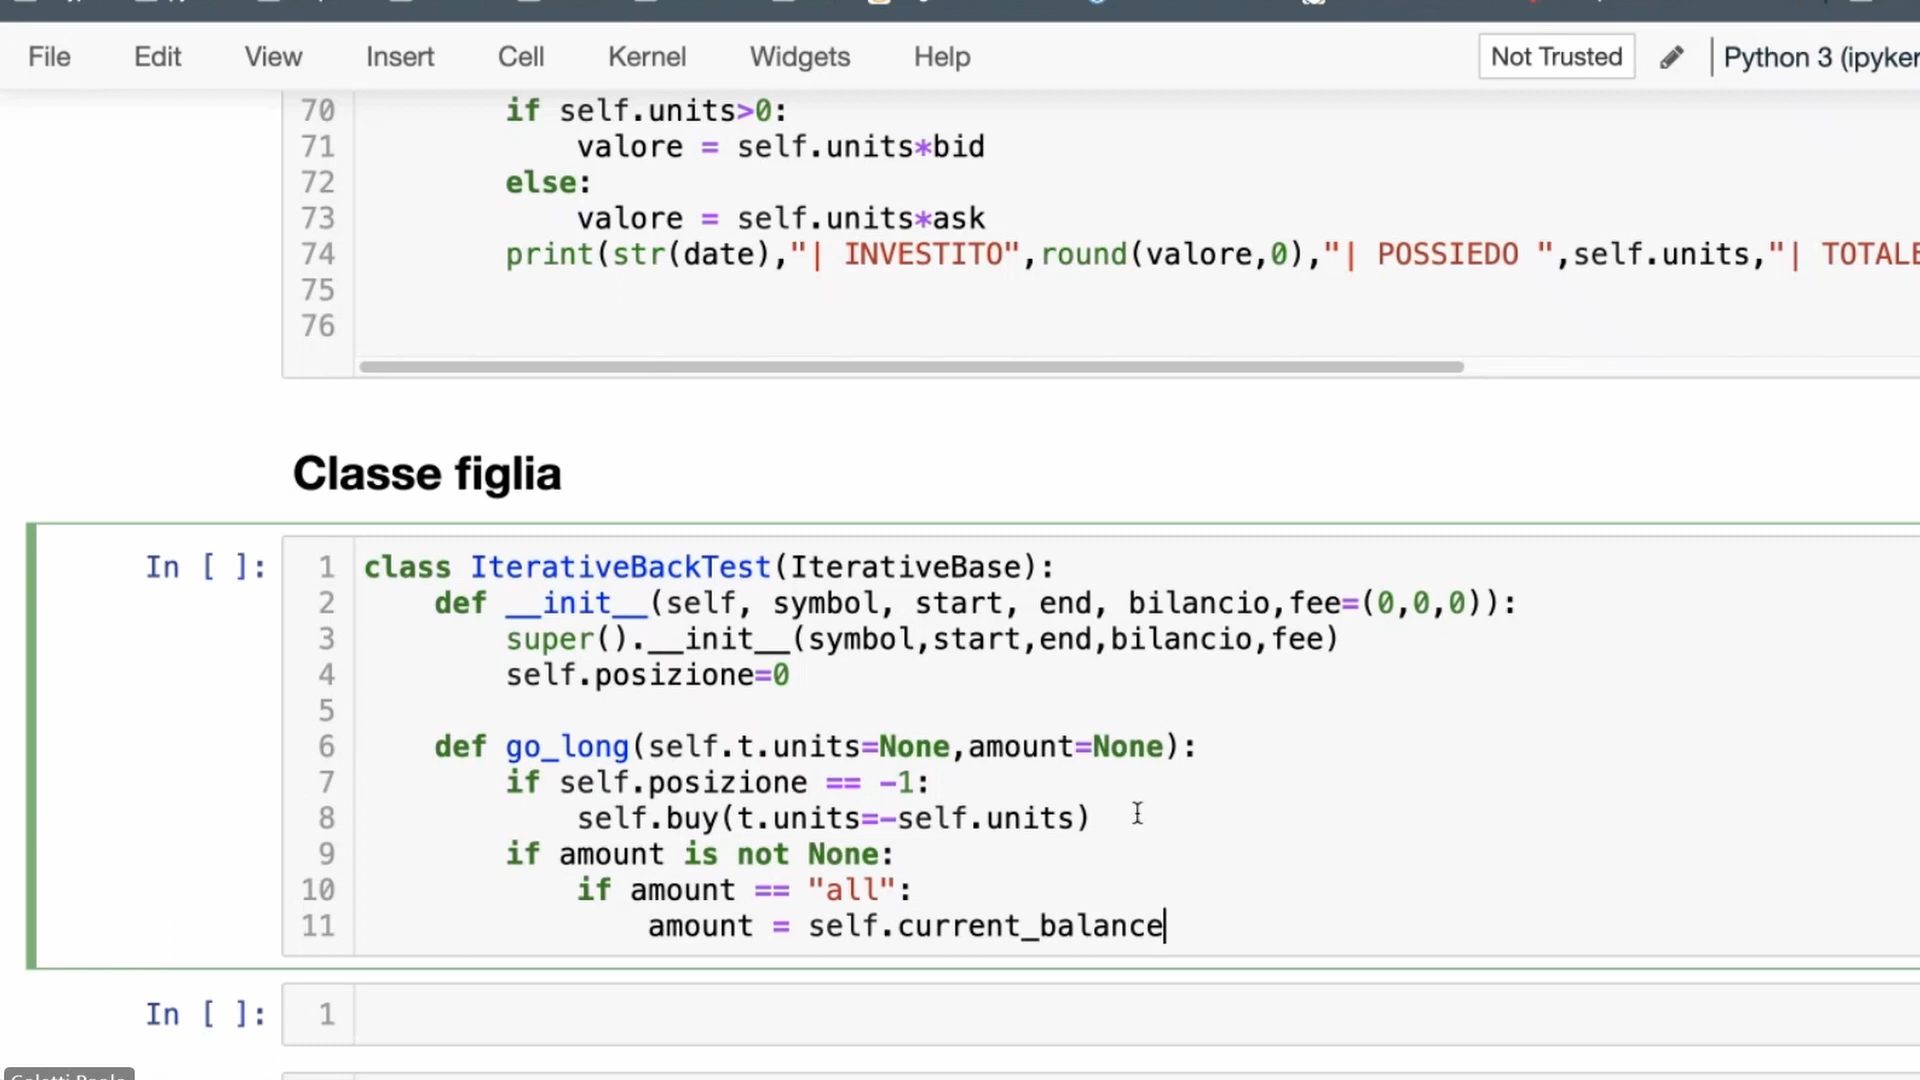 File Edit View Insert Cell Kernel Widgets Help Not Trusted Python 3 (ipyker
70 if self.units>0:
71 valore = self.units*bid
72 else:
73 valore = self.units*ask
74 print(str(date),"| INVESTITO",round(valore,0),"| POSSIEDO ",self.units,"| TOTALE
75
76
Classe figlia
In [ ]: 1 class IterativeBackTest(IterativeBase):
2 def __init__(self, symbol, start, end, bilancio,fee=(0,0,0)):
3 super().__init__(symbol,start,end,bilancio,fee)
4 self.posizione=0
5
6 def go_long(self.t.units=None,amount=None):
7 if self.posizione == -1:
8 self.buy(t.units=-self.units)
9 if amount is not None:
10 if amount == "all":
11 amount = self.current_balance
In [ ]: 1